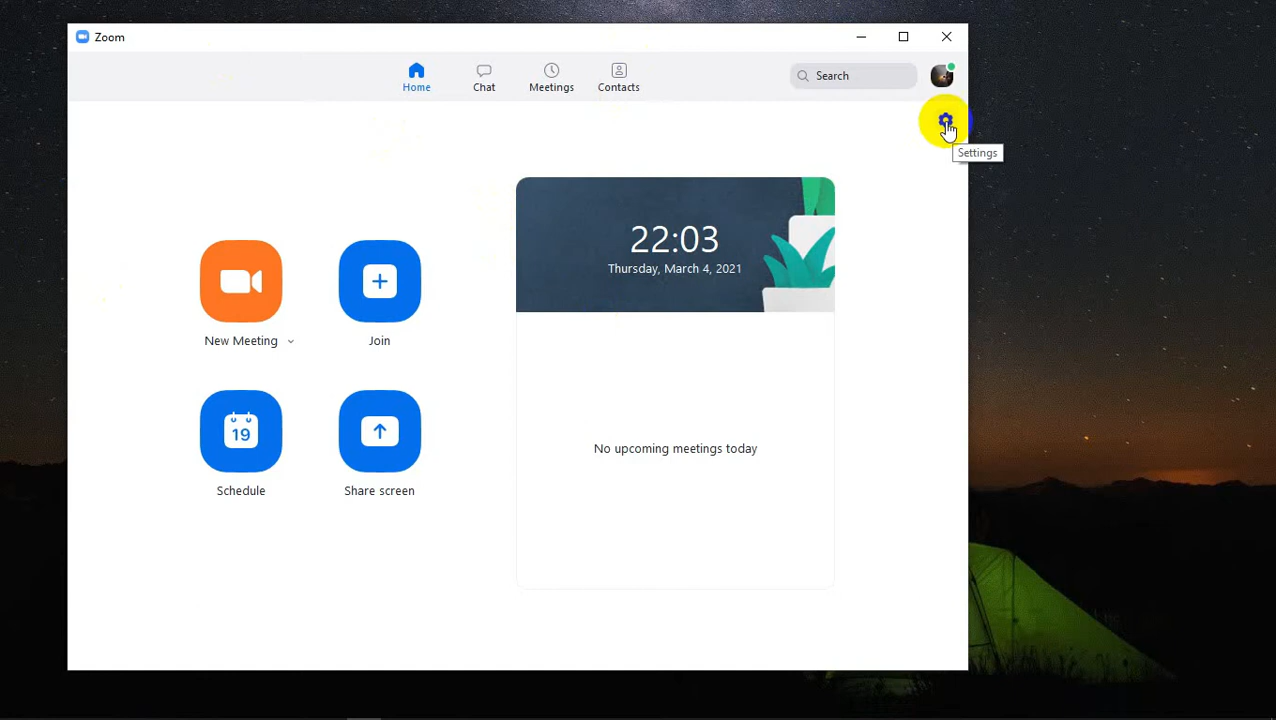 Zoom
Home
Chat
Meetings
Contacts
Search
Settings
22:03
Thursday, March 4, 2021
New Meeting
Join
19
Schedule
Share screen
No upcoming meetings today